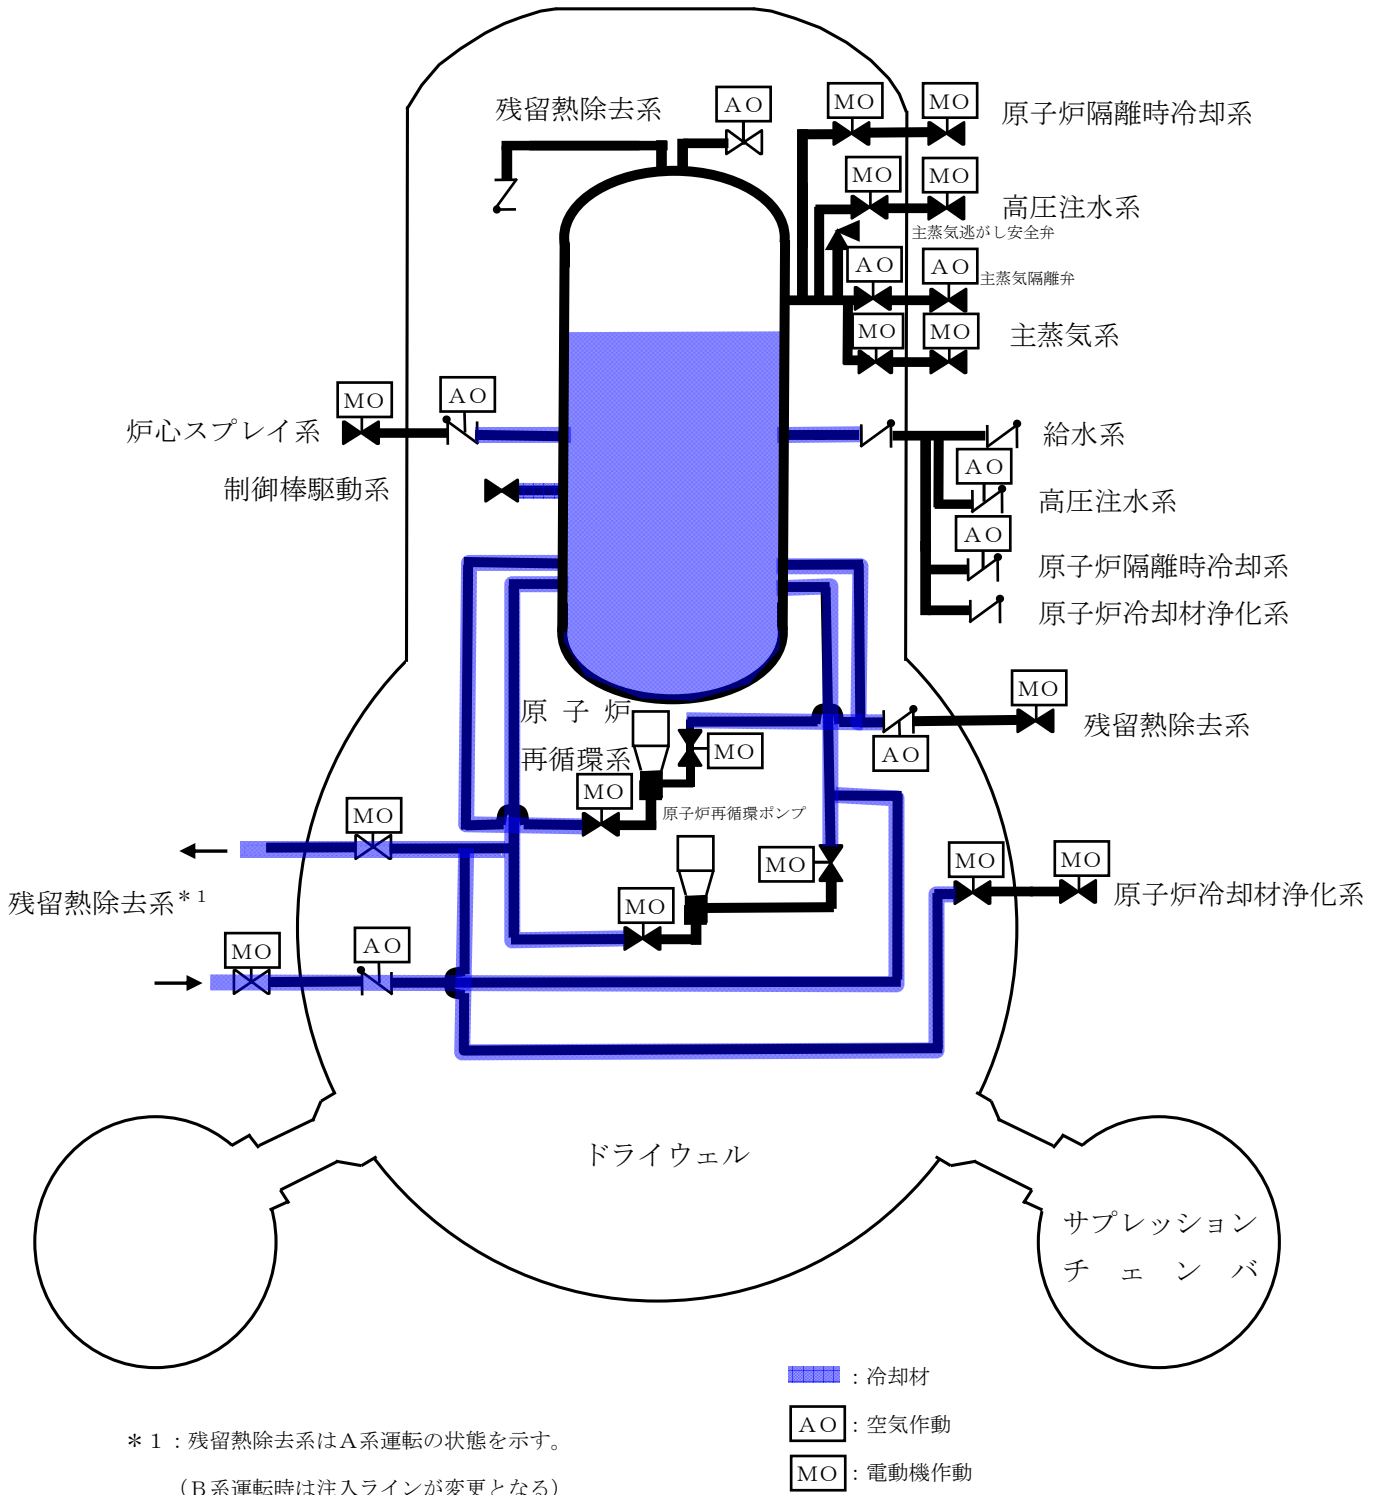 残留熱除去系
ＡＯ
ＭＯ
ＭＯ
原子炉隔離時冷却系
ＭＯ
ＭＯ
高圧注水系
主蒸気逃がし安全弁
ＡＯ
ＡＯ
主蒸気隔離弁
ＭＯ
ＭＯ
主蒸気系
ＭＯ
ＡＯ
炉心スプレイ系
給水系
制御棒駆動系
ＡＯ
高圧注水系
ＡＯ
原子炉隔離時冷却系
原子炉冷却材浄化系
原子炉
再循環系
ＭＯ
ＭＯ
残留熱除去系
ＡＯ
ＭＯ
原子炉再循環ポンプ
ＭＯ
ＭＯ
ＭＯ
ＭＯ
原子炉冷却材浄化系
残留熱除去系＊１
ＭＯ
ＭＯ
ＡＯ
ドライウェル
サプレッション
チェンバ
：冷却材
ＡＯ：空気作動
ＭＯ：電動機作動
＊１：残留熱除去系はＡ系運転の状態を示す。
（Ｂ系運転時は注入ラインが変更となる）